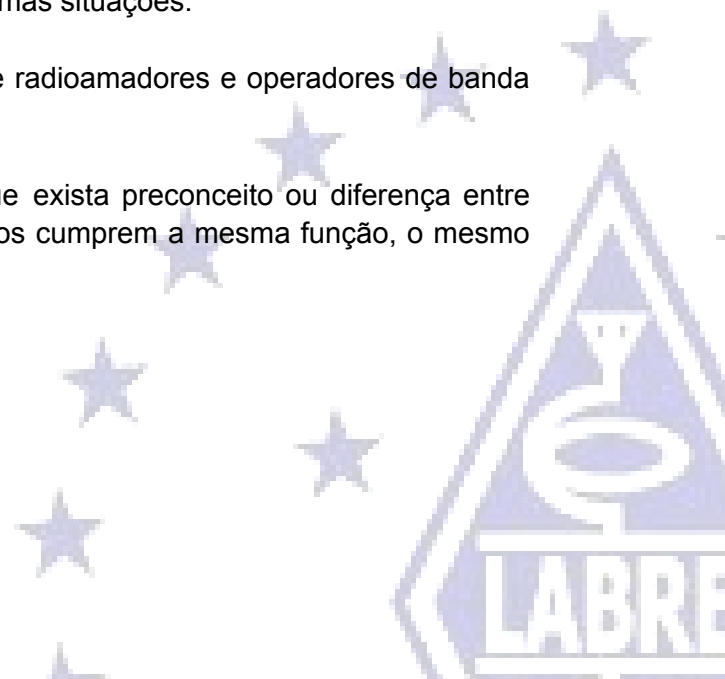 mas situações.
e radioamadores e operadores de banda
ue exista preconceito ou diferença entre
os cumprem a mesma função, o mesmo
LABRE